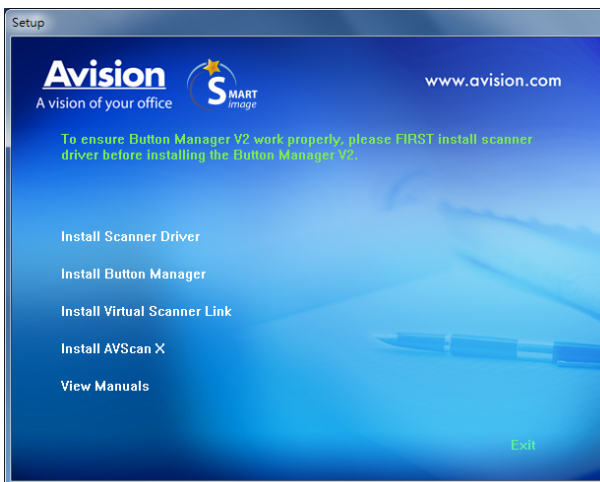 Setup
Avision
A vision of your office
SMART
image
www.avision.com
To ensure Button Manager V2 work properly, please FIRST install scanner
driver before installing the Button Manager V2.
Install Scanner Driver
Install Button Manager
Install Virtual Scanner Link
Install AVScan X
View Manuals
Exit